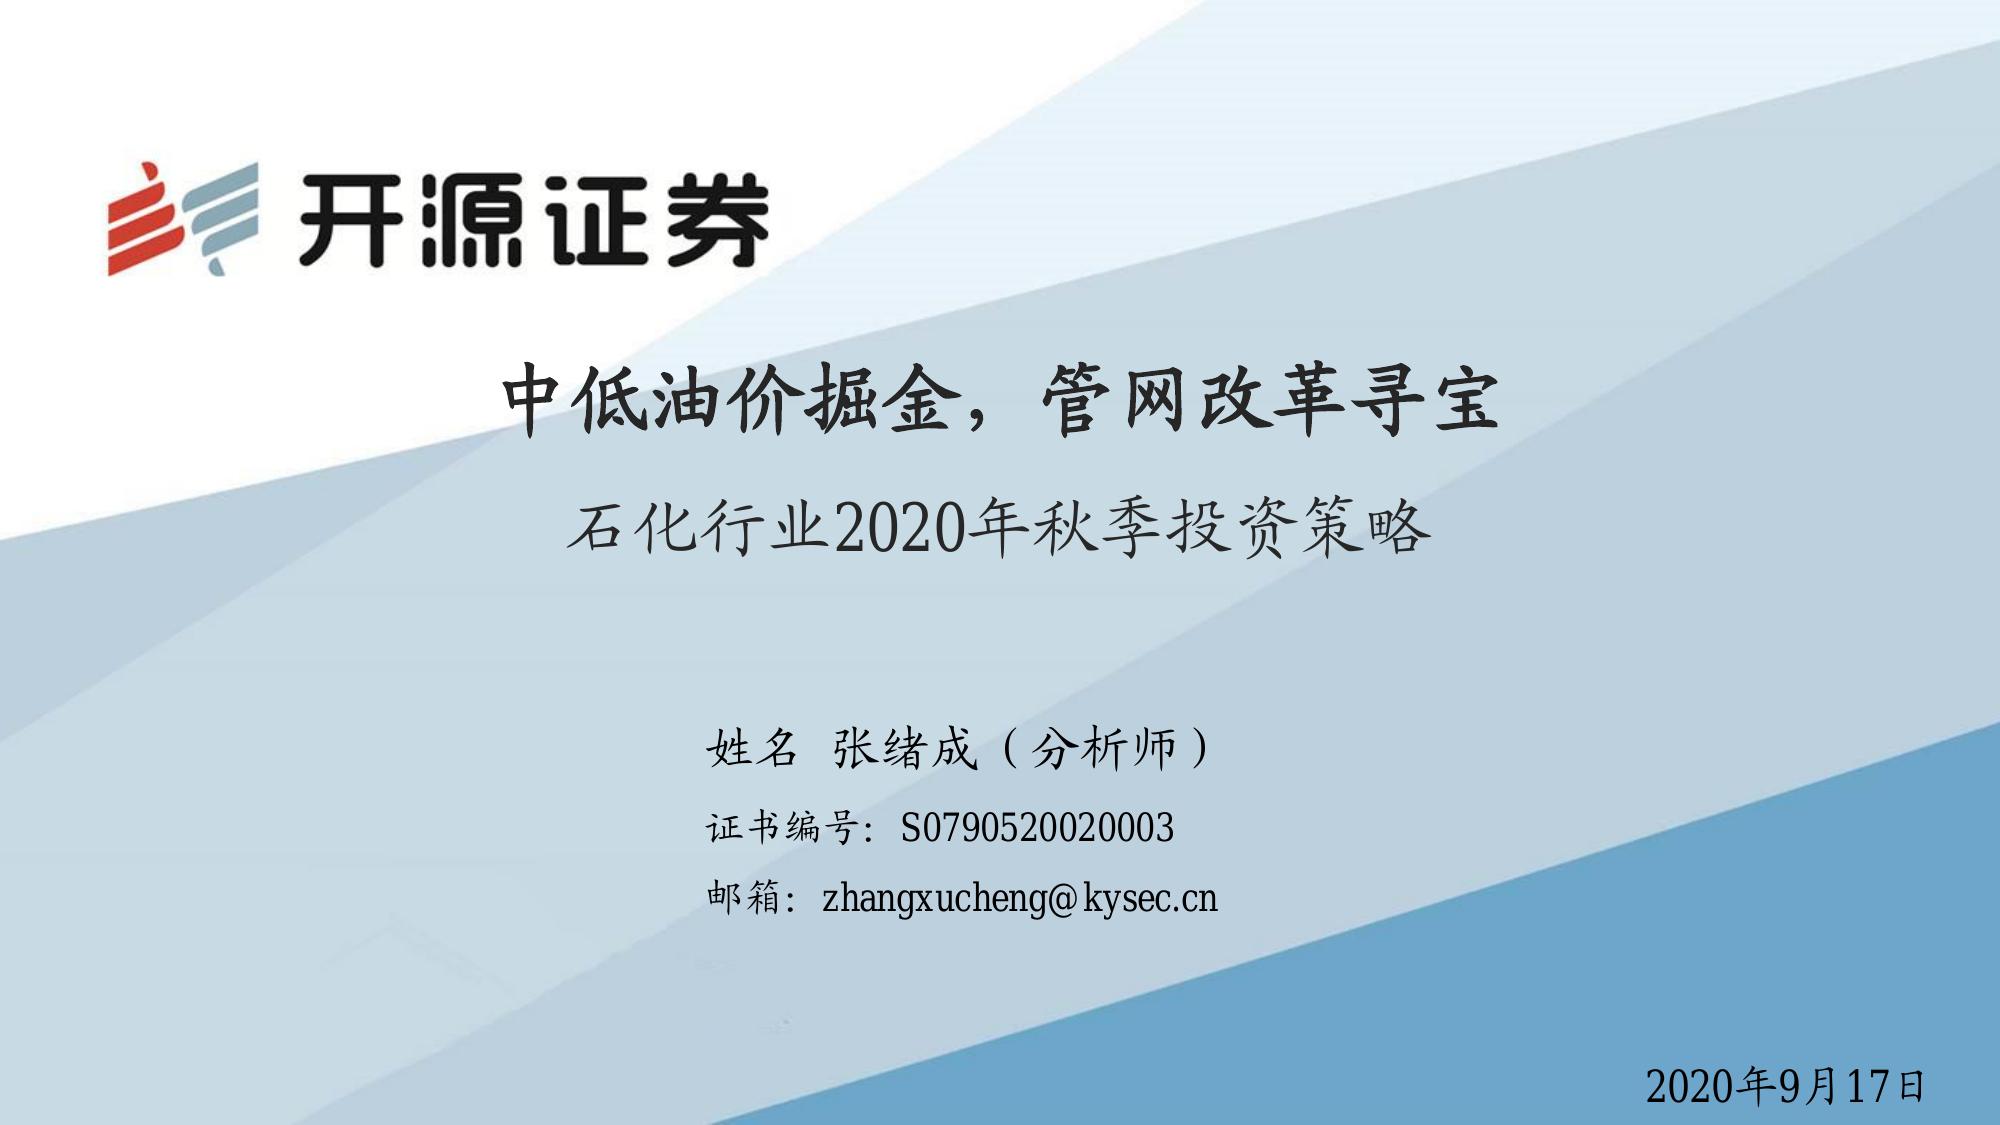 开源证券
中低油价掘金，管网改革寻宝
石化行业2020年秋季投资策略
姓名 张绪成（分析师）
证书编号：S0790520020003
邮箱：zhangxucheng@kysec.cn
2020年9月17日